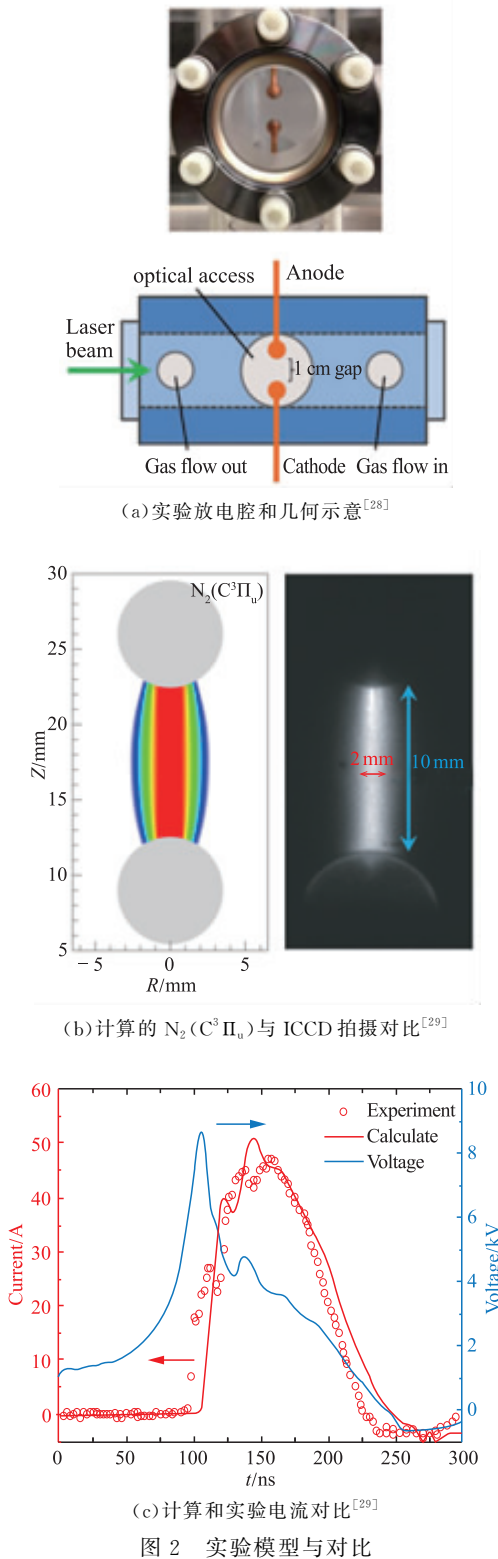 optical access
Anode
Laser
beam
1 cm gap
Gas flow out
Cathode
Gas flow in
(a)实验放电腔和几何示意[28]
30
25
20
15
10
5
Z/mm
N₂(C³Πᵤ)
2 mm
10 mm
−5
0
5
R/mm
(b)计算的 N₂(C³Πᵤ)与 ICCD 拍摄对比[29]
60
50
40
30
20
10
0
Current/A
10
8
6
4
2
0
Voltage/kV
Experiment
Calculate
Voltage
0
50
100
150
200
250
300
t/ns
(c)计算和实验电流对比[29]
图 2 实验模型与对比